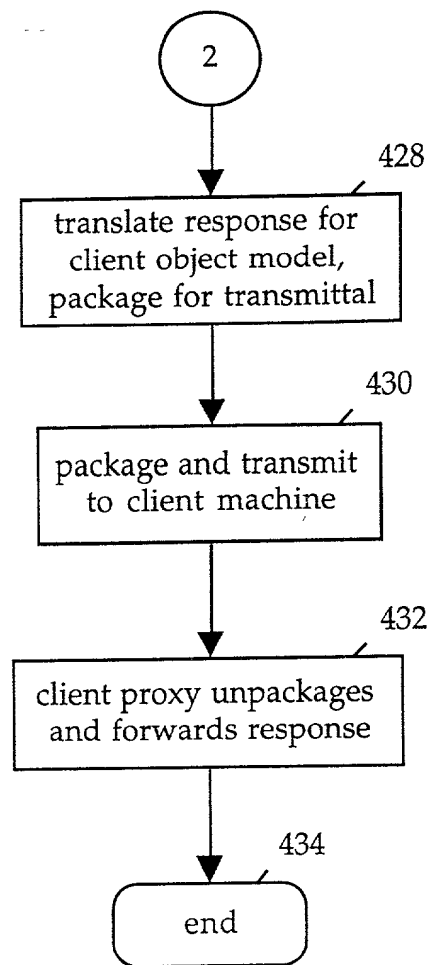 2
428
translate response for
client object model,
package for transmittal
430
package and transmit
to client machine
432
client proxy unpackages
and forwards response
434
end